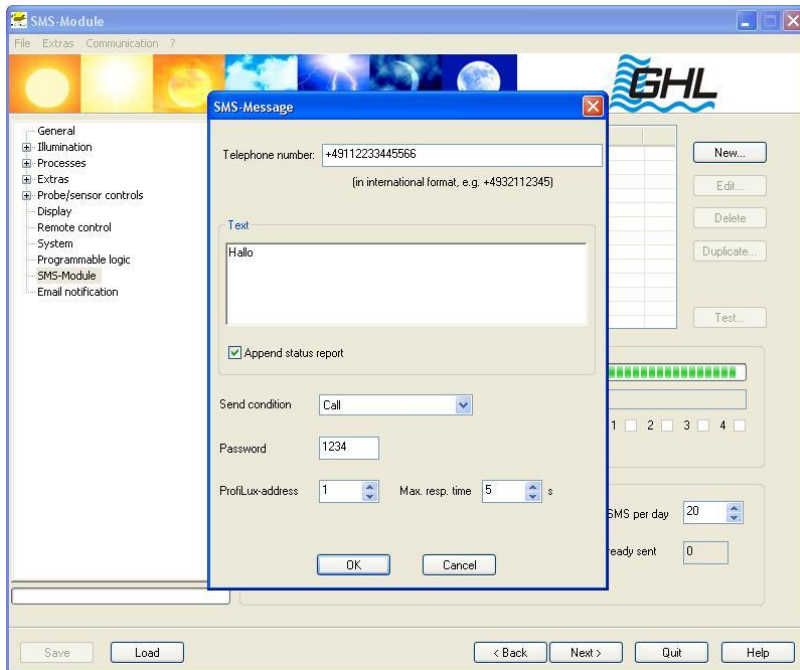 SMS-Module
File Extras Communication ?
GHL
General
Illumination
Processes
Extras
Probe/sensor controls
Display
Remote control
System
Programmable logic
SMS-Module
Email notification
SMS-Message
Telephone number: +49112233445566
(in international format, e.g. +4932112345)
Text
Hallo
Append status report
Send condition Call
Password 1234
ProfiLux-address 1 Max. resp. time 5 s
OK Cancel
New...
Edit...
Delete
Duplicate...
Test...
1 2 3 4
SMS per day 20
ready sent 0
Save Load < Back Next > Quit Help